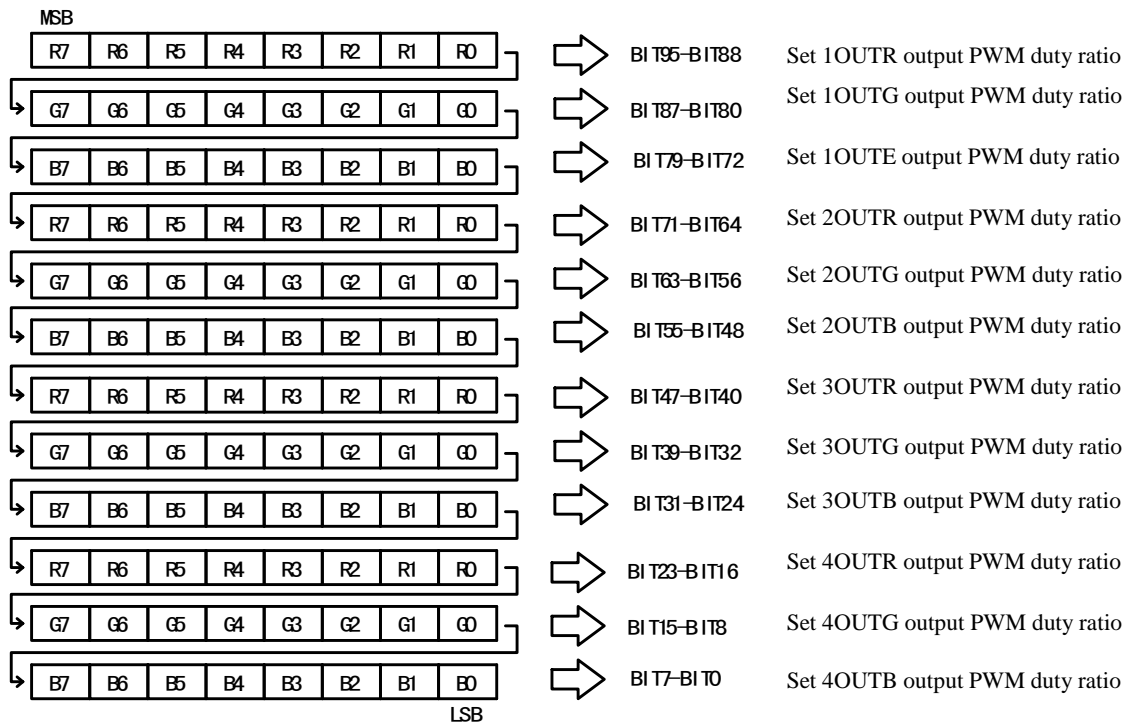 MSB
R7 R6 R5 R4 R3 R2 R1 R0 BIT95-BIT88 Set 1OUTR output PWM duty ratio
G7 G6 G5 G4 G3 G2 G1 G0 BIT87-BIT80 Set 1OUTG output PWM duty ratio
B7 B6 B5 B4 B3 B2 B1 B0 BIT79-BIT72 Set 1OUTE output PWM duty ratio
R7 R6 R5 R4 R3 R2 R1 R0 BIT71-BIT64 Set 2OUTR output PWM duty ratio
G7 G6 G5 G4 G3 G2 G1 G0 BIT63-BIT56 Set 2OUTG output PWM duty ratio
B7 B6 B5 B4 B3 B2 B1 B0 BIT55-BIT48 Set 2OUTB output PWM duty ratio
R7 R6 R5 R4 R3 R2 R1 R0 BIT47-BIT40 Set 3OUTR output PWM duty ratio
G7 G6 G5 G4 G3 G2 G1 G0 BIT39-BIT32 Set 3OUTG output PWM duty ratio
B7 B6 B5 B4 B3 B2 B1 B0 BIT31-BIT24 Set 3OUTB output PWM duty ratio
R7 R6 R5 R4 R3 R2 R1 R0 BIT23-BIT16 Set 4OUTR output PWM duty ratio
G7 G6 G5 G4 G3 G2 G1 G0 BIT15-BIT8 Set 4OUTG output PWM duty ratio
B7 B6 B5 B4 B3 B2 B1 B0 BIT7-BIT0 Set 4OUTB output PWM duty ratio
LSB